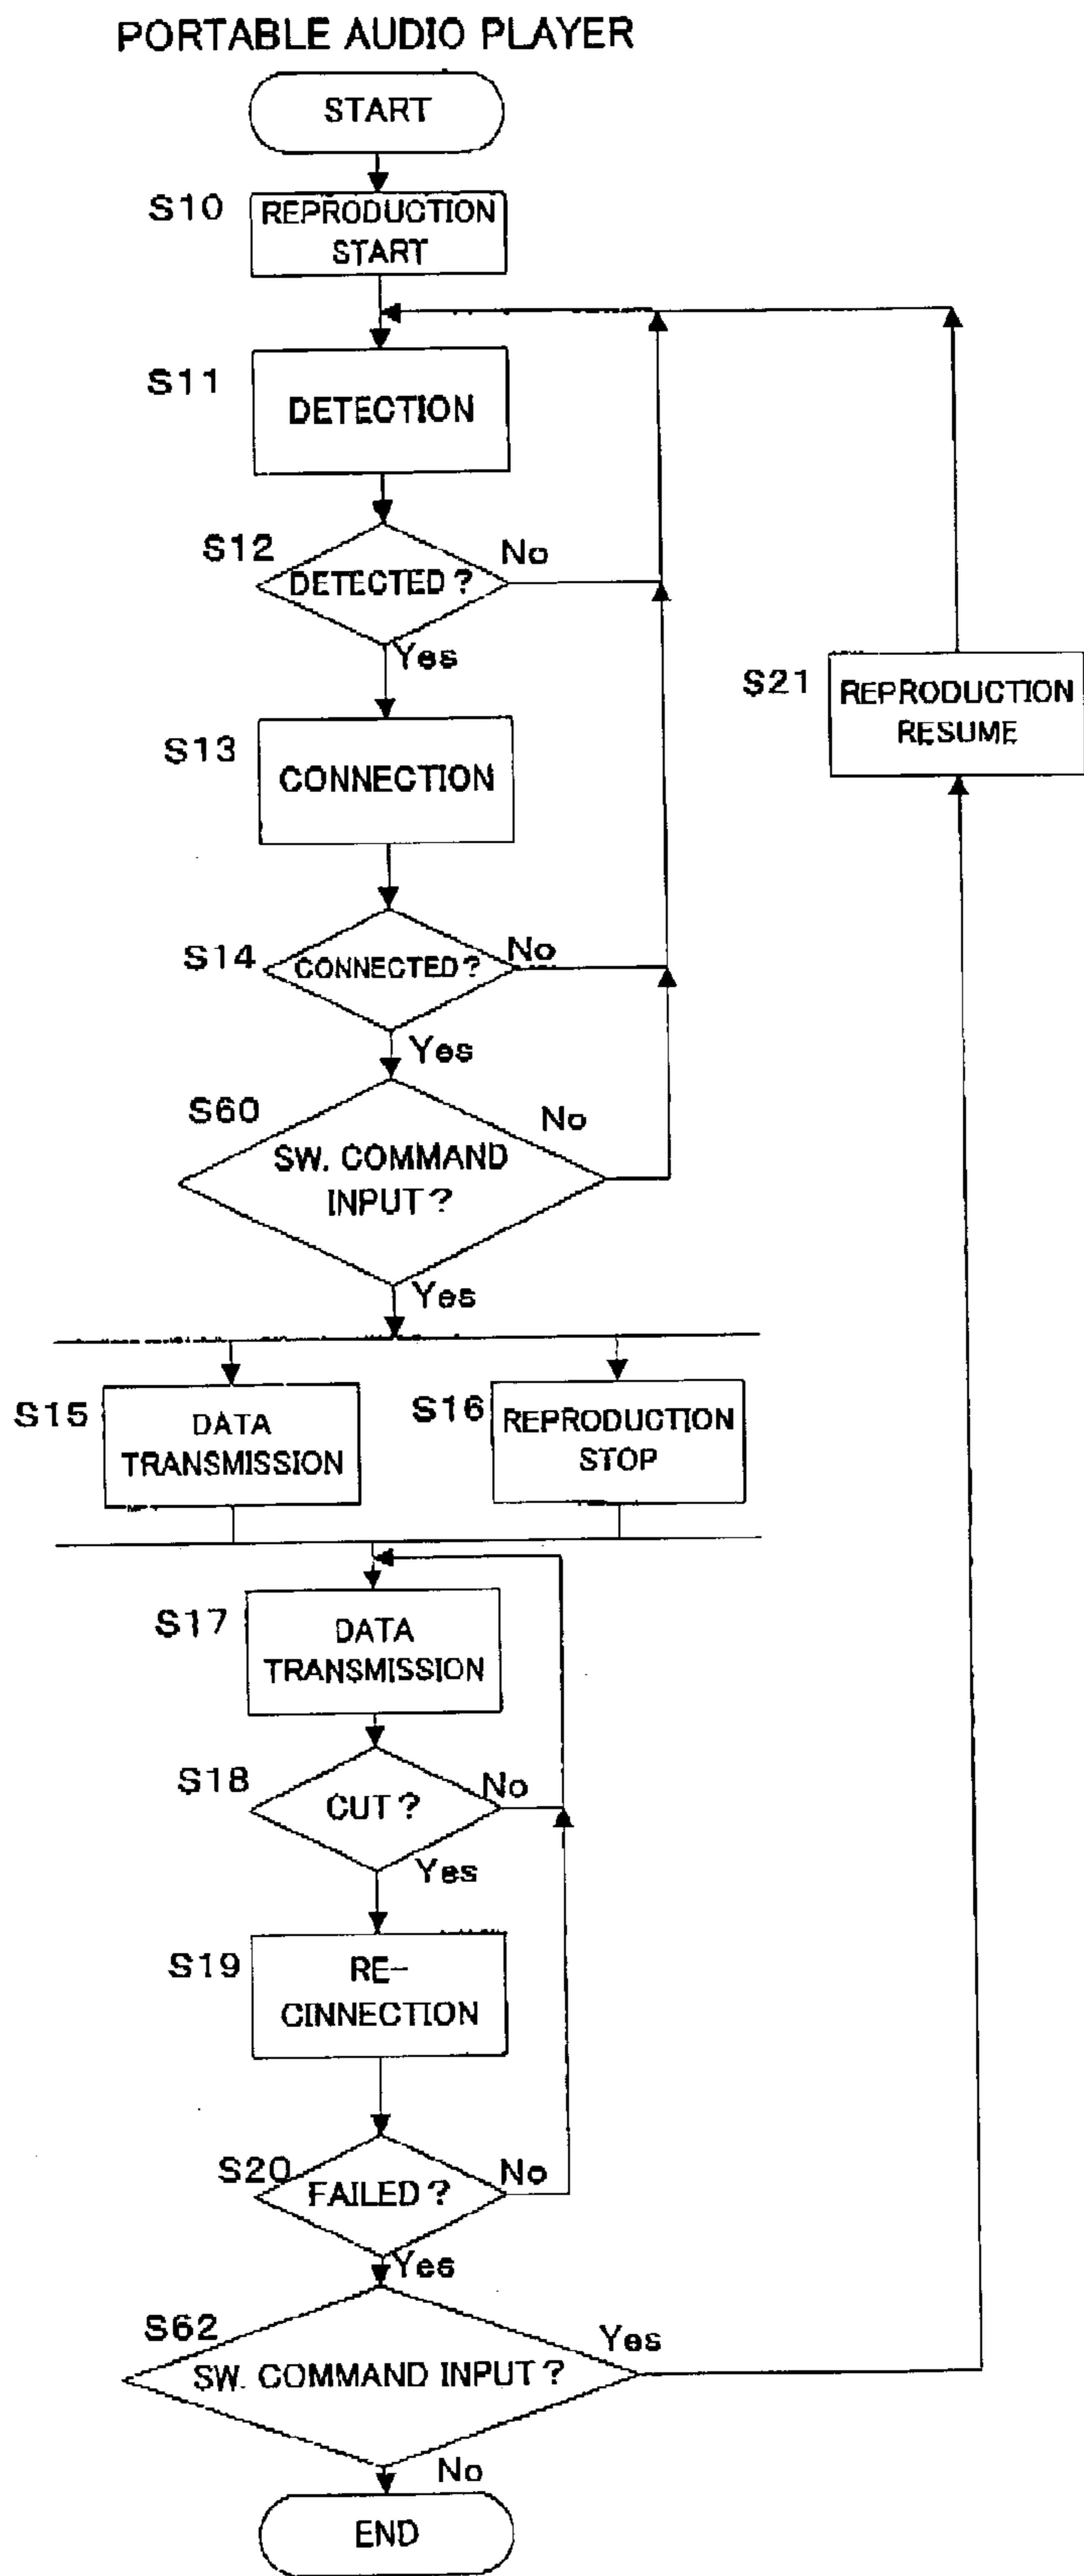 PORTABLE AUDIO PLAYER
START
S10
REPRODUCTION
START
S11
DETECTION
S12
DETECTED?
No
Yes
S13
CONNECTION
S21
REPRODUCTION
RESUME
S14
CONNECTED?
No
Yes
S60
SW. COMMAND
INPUT?
No
Yes
S15
DATA
TRANSMISSION
S16
REPRODUCTION
STOP
S17
DATA
TRANSMISSION
S18
CUT?
No
Yes
S19
RE-
CINNECTION
S20
FAILED?
No
Yes
S62
SW. COMMAND INPUT?
Yes
No
END